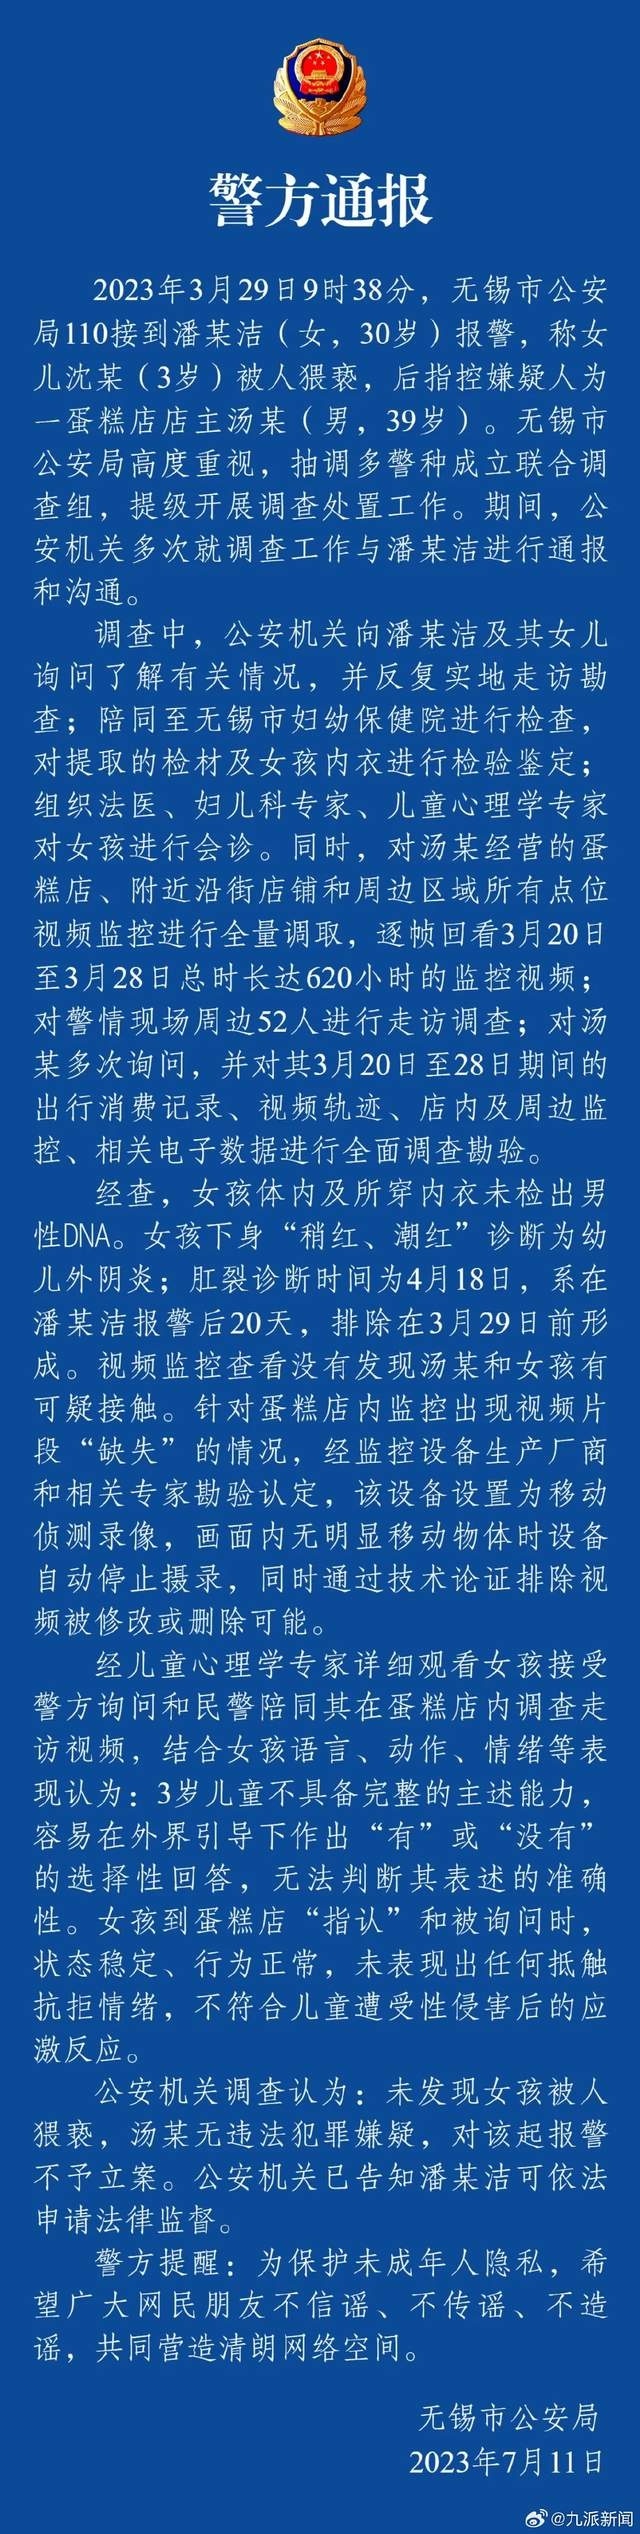 警方通报
2023年3月29日9时38分，无锡市公安
局110接到潘某洁（女，30岁）报警，称女
儿沈某（3岁）被人猥亵，后指控嫌疑人为
一蛋糕店店主汤某（男，39岁）。无锡市
公安局高度重视，抽调多警种成立联合调
查组，提级开展调查处置工作。期间，公
安机关多次就调查工作与潘某洁进行通报
和沟通。
调查中，公安机关向潘某洁及其女儿
询问了解有关情况，并反复实地走访勘
查；陪同至无锡市妇幼保健院进行检查，
对提取的检材及女孩内衣进行检验鉴定；
组织法医、妇儿科专家、儿童心理学专家
对女孩进行会诊。同时，对汤某经营的蛋
糕店、附近沿街店铺和周边区域所有点位
视频监控进行全量调取，逐帧回看3月20日
至3月28日总时长达620小时的监控视频；
对警情现场周边52人进行走访调查；对汤
某多次询问，并对其3月20日至28日期间的
出行消费记录、视频轨迹、店内及周边监
控、相关电子数据进行全面调查勘验。
经查，女孩体内及所穿内衣未检出男
性DNA。女孩下身“稍红、潮红”诊断为幼
儿外阴炎；肛裂诊断时间为4月18日，系在
潘某洁报警后20天，排除在3月29日前形
成。视频监控查看没有发现汤某和女孩有
可疑接触。针对蛋糕店内监控出现视频片
段“缺失”的情况，经监控设备生产厂商
和相关专家勘验认定，该设备设置为移动
侦测录像，画面内无明显移动物体时设备
自动停止摄录，同时通过技术论证排除视
频被修改或删除可能。
经儿童心理学专家详细观看女孩接受
警方询问和民警陪同其在蛋糕店内调查走
访视频，结合女孩语言、动作、情绪等表
现认为：3岁儿童不具备完整的主述能力，
容易在外界引导下作出“有”或“没有”
的选择性回答，无法判断其表述的准确
性。女孩到蛋糕店“指认”和被询问时，
状态稳定、行为正常，未表现出任何抵触
抗拒情绪，不符合儿童遭受性侵害后的应
激反应。
公安机关调查认为：未发现女孩被人
猥亵，汤某无违法犯罪嫌疑，对该起报警
不予立案。公安机关已告知潘某洁可依法
申请法律监督。
警方提醒：为保护未成年人隐私，希
望广大网民朋友不信谣、不传谣、不造
谣，共同营造清朗网络空间。
无锡市公安局
2023年7月11日
@九派新闻